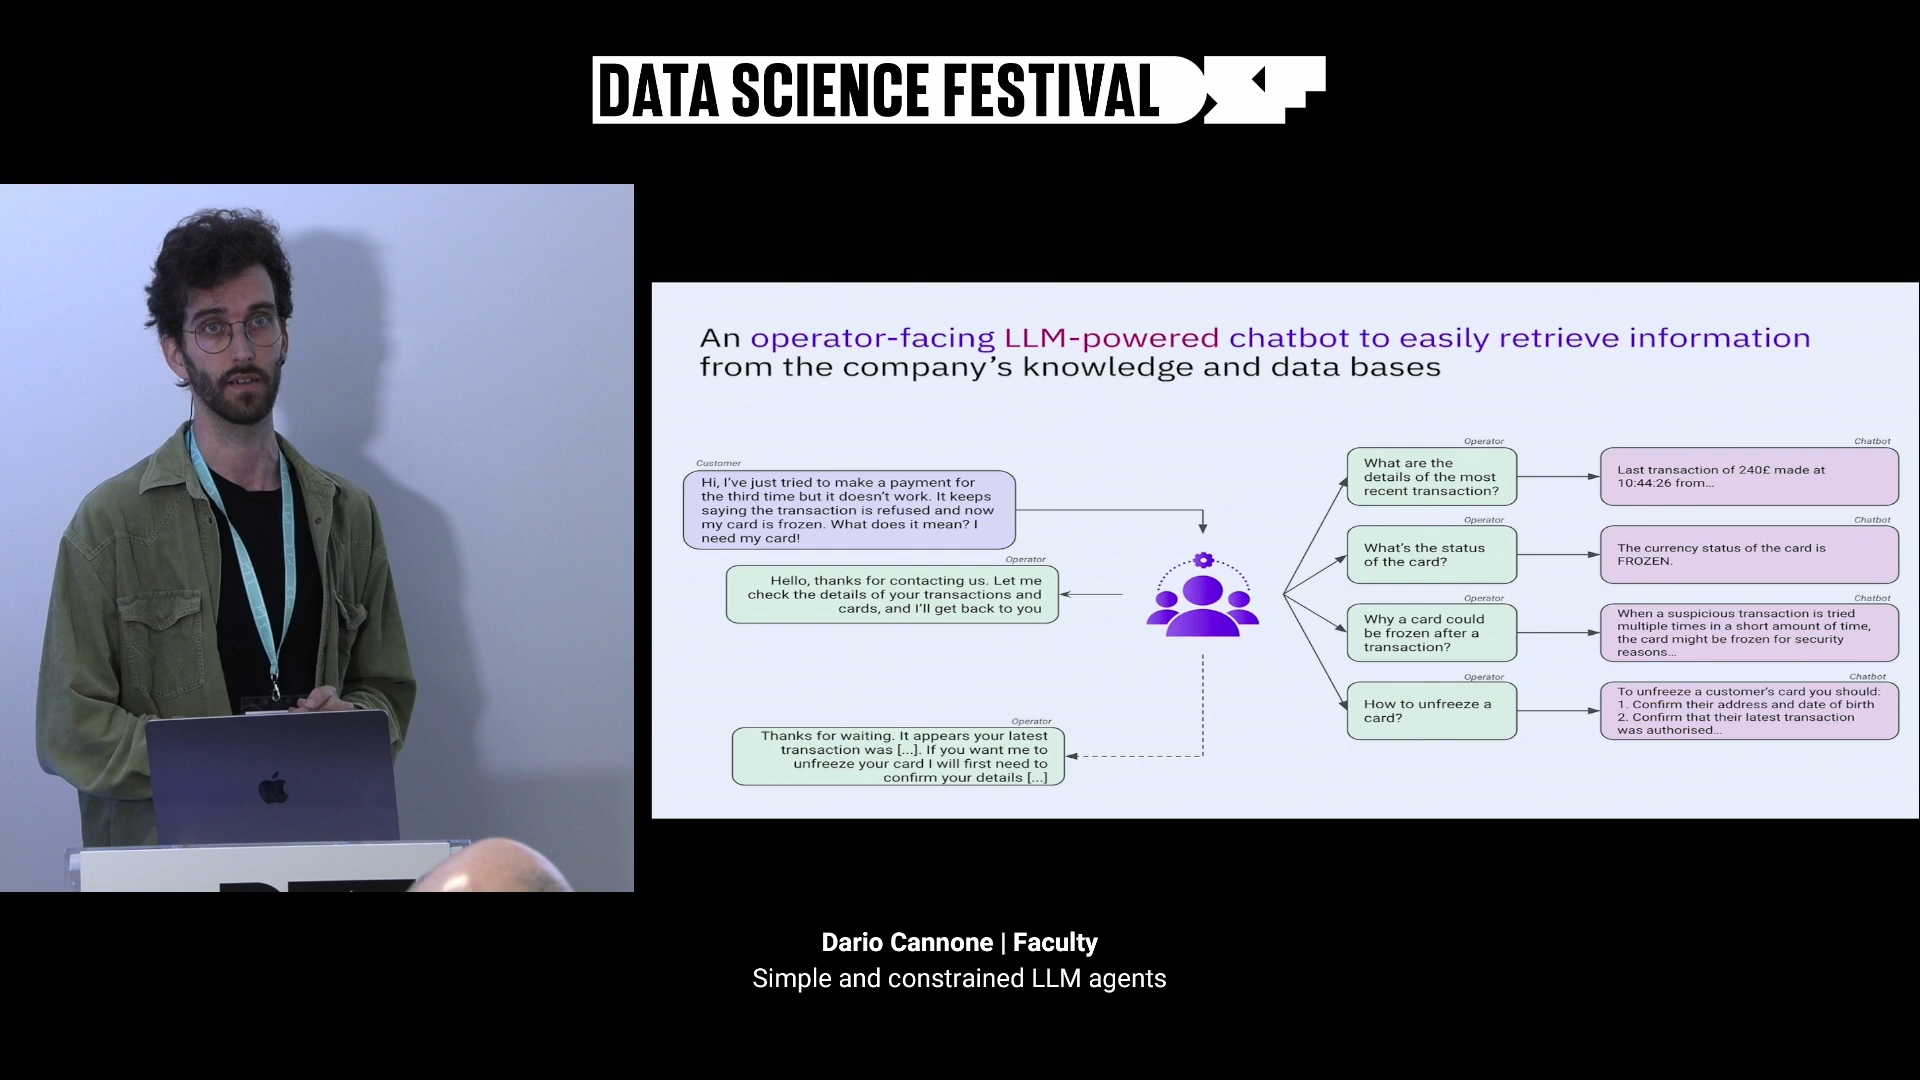 DATA SCIENCE FESTIVAL
An operator-facing LLM-powered chatbot to easily retrieve information
from the company's knowledge and data bases
Customer
Hi, I've just tried to make a payment for
the third time but it doesn't work. It keeps
saying the transaction is refused and now
my card is frozen. What does it mean? I
need my card!
Operator
Hello, thanks for contacting us. Let me
check the details of your transactions and
cards, and I'll get back to you
Operator
Thanks for waiting. It appears your latest
transaction was [...]. If you want me to
unfreeze your card I will first need to
confirm your details [...]
Operator
What are the
details of the most
recent transaction?
Chatbot
Last transaction of 240£ made at
10:44:26 from...
Operator
What's the status
of the card?
Chatbot
The currency status of the card is
FROZEN.
Operator
Why a card could
be frozen after a
transaction?
Chatbot
When a suspicious transaction is tried
multiple times in a short amount of time,
the card might be frozen for security
reasons...
Operator
How to unfreeze a
card?
Chatbot
To unfreeze a customer's card you should:
1. Confirm their address and date of birth
2. Confirm that their latest transaction
was authorised...
Dario Cannone | Faculty
Simple and constrained LLM agents